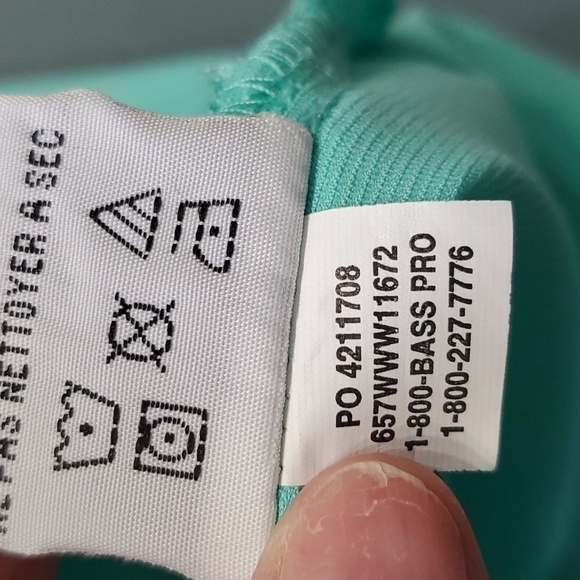 NE PAS NETTOYER A SEC
PO 4211708
657WWW11672
1-800-BASS PRO
1-800-227-7776